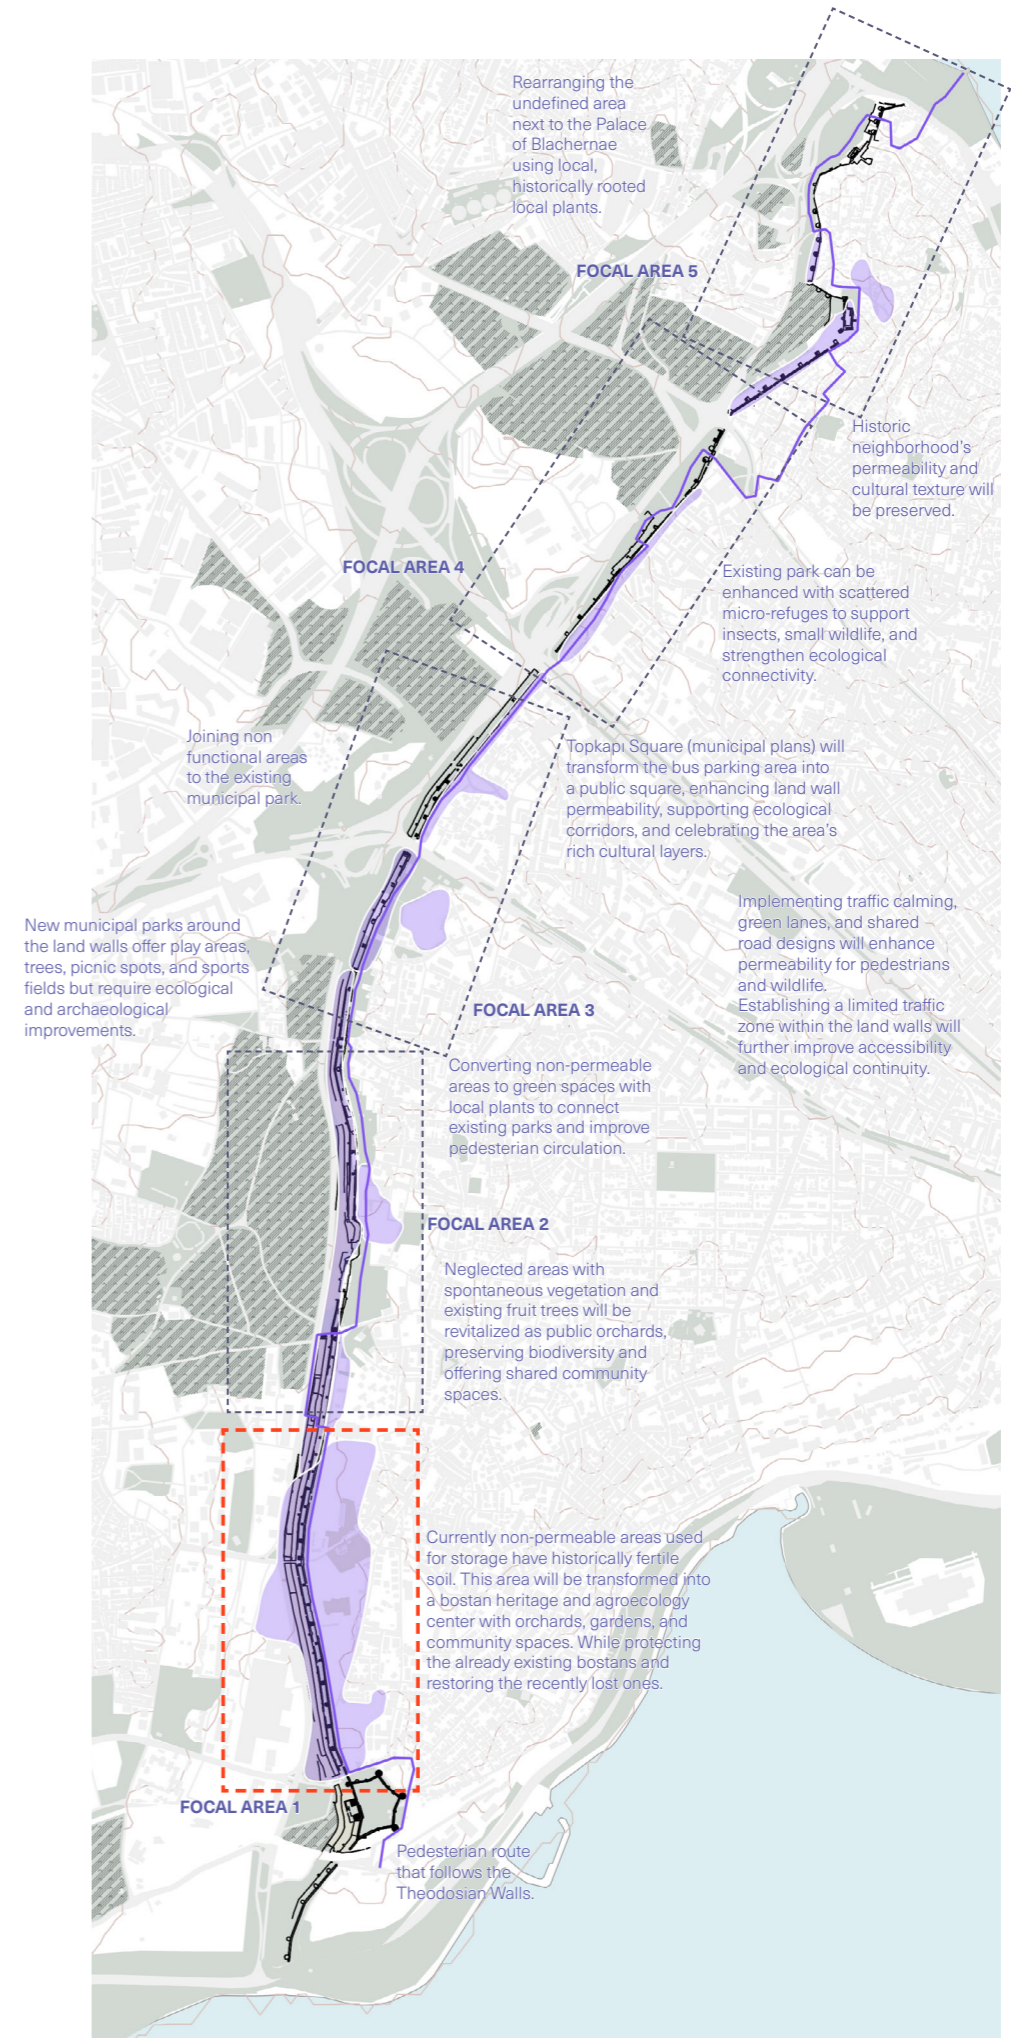 Rearranging the
undefined area
next to the Palace
of Blachernae
using local,
historically rooted
local plants.
FOCAL AREA 5
Historic
neighborhood's
permeability and
cultural texture will
be preserved.
FOCAL AREA 4
Existing park can be
enhanced with scattered
micro-refuges to support
insects, small wildlife, and
strengthen ecological
connectivity.
Joining non
functional areas
to the existing
municipal park.
Topkapı Square (municipal plans) will
transform the bus parking area into
a public square, enhancing land wall
permeability, supporting ecological
corridors, and celebrating the area's
rich cultural layers.
New municipal parks around
the land walls offer play areas,
trees, picnic spots, and sports
fields but require ecological
and archaeological
improvements.
Implementing traffic calming,
green lanes, and shared
road designs will enhance
permeability for pedestrians
and wildlife.
Establishing a limited traffic
zone within the land walls will
further improve accessibility
and ecological continuity.
FOCAL AREA 3
Converting non-permeable
areas to green spaces with
local plants to connect
existing parks and improve
pedesterian circulation.
FOCAL AREA 2
Neglected areas with
spontaneous vegetation and
existing fruit trees will be
revitalized as public orchards,
preserving biodiversity and
offering shared community
spaces.
Currently non-permeable areas used
for storage have historically fertile
soil. This area will be transformed into
a bostan heritage and agroecology
center with orchards, gardens, and
community spaces. While protecting
the already existing bostans and
restoring the recently lost ones.
FOCAL AREA 1
Pedesterian route
that follows the
Theodosian Walls.